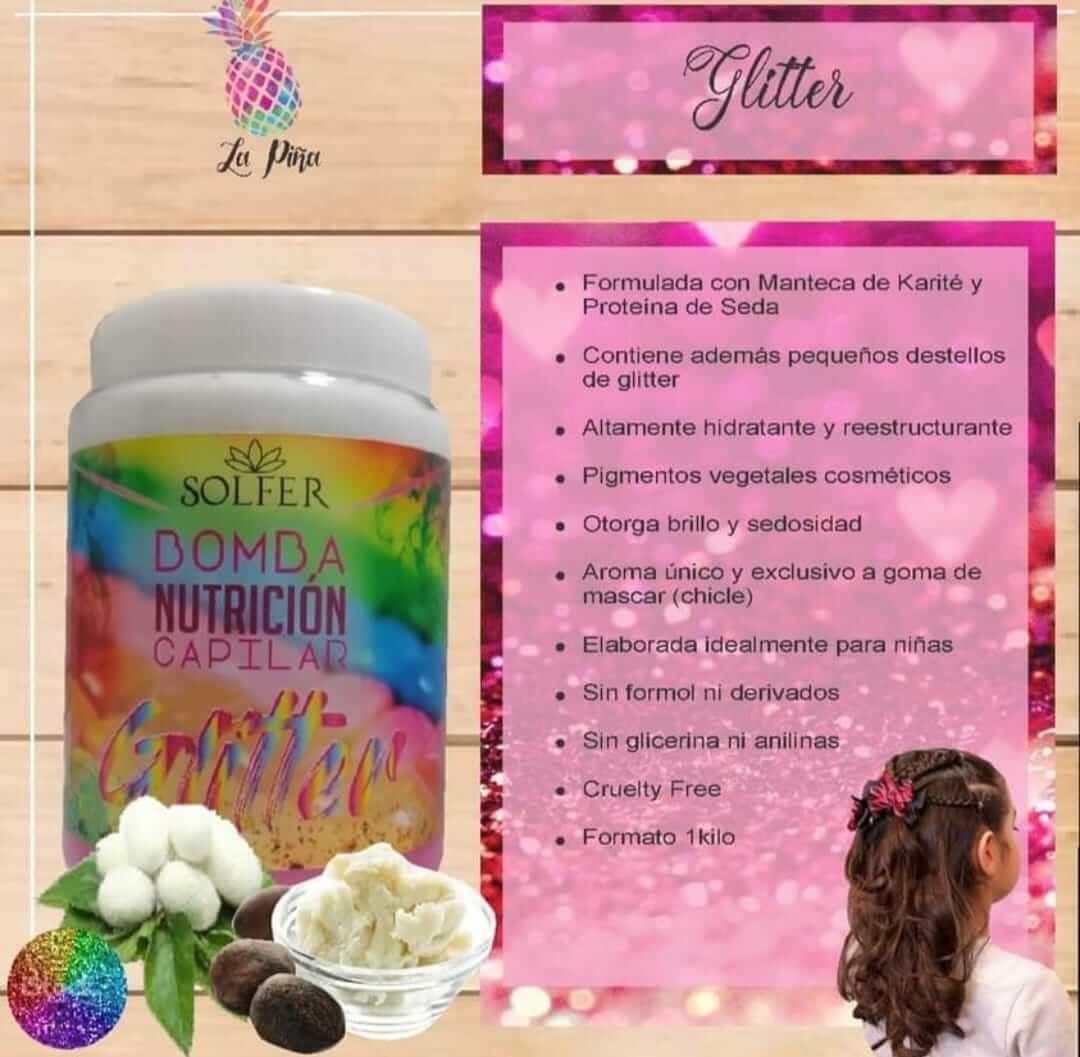 La Piña
Glitter
SOLFER
BOMBA
NUTRICIÓN
CAPILAR
Glitter
• Formulada con Manteca de Karité y
Proteína de Seda
• Contiene además pequeños destellos
de glitter
• Altamente hidratante y reestructurante
• Pigmentos vegetales cosméticos
• Otorga brillo y sedosidad
• Aroma único y exclusivo a goma de
mascar (chicle)
• Elaborada idealmente para niñas
• Sin formol ni derivados
• Sin glicerina ni anilinas
• Cruelty Free
• Formato 1kilo